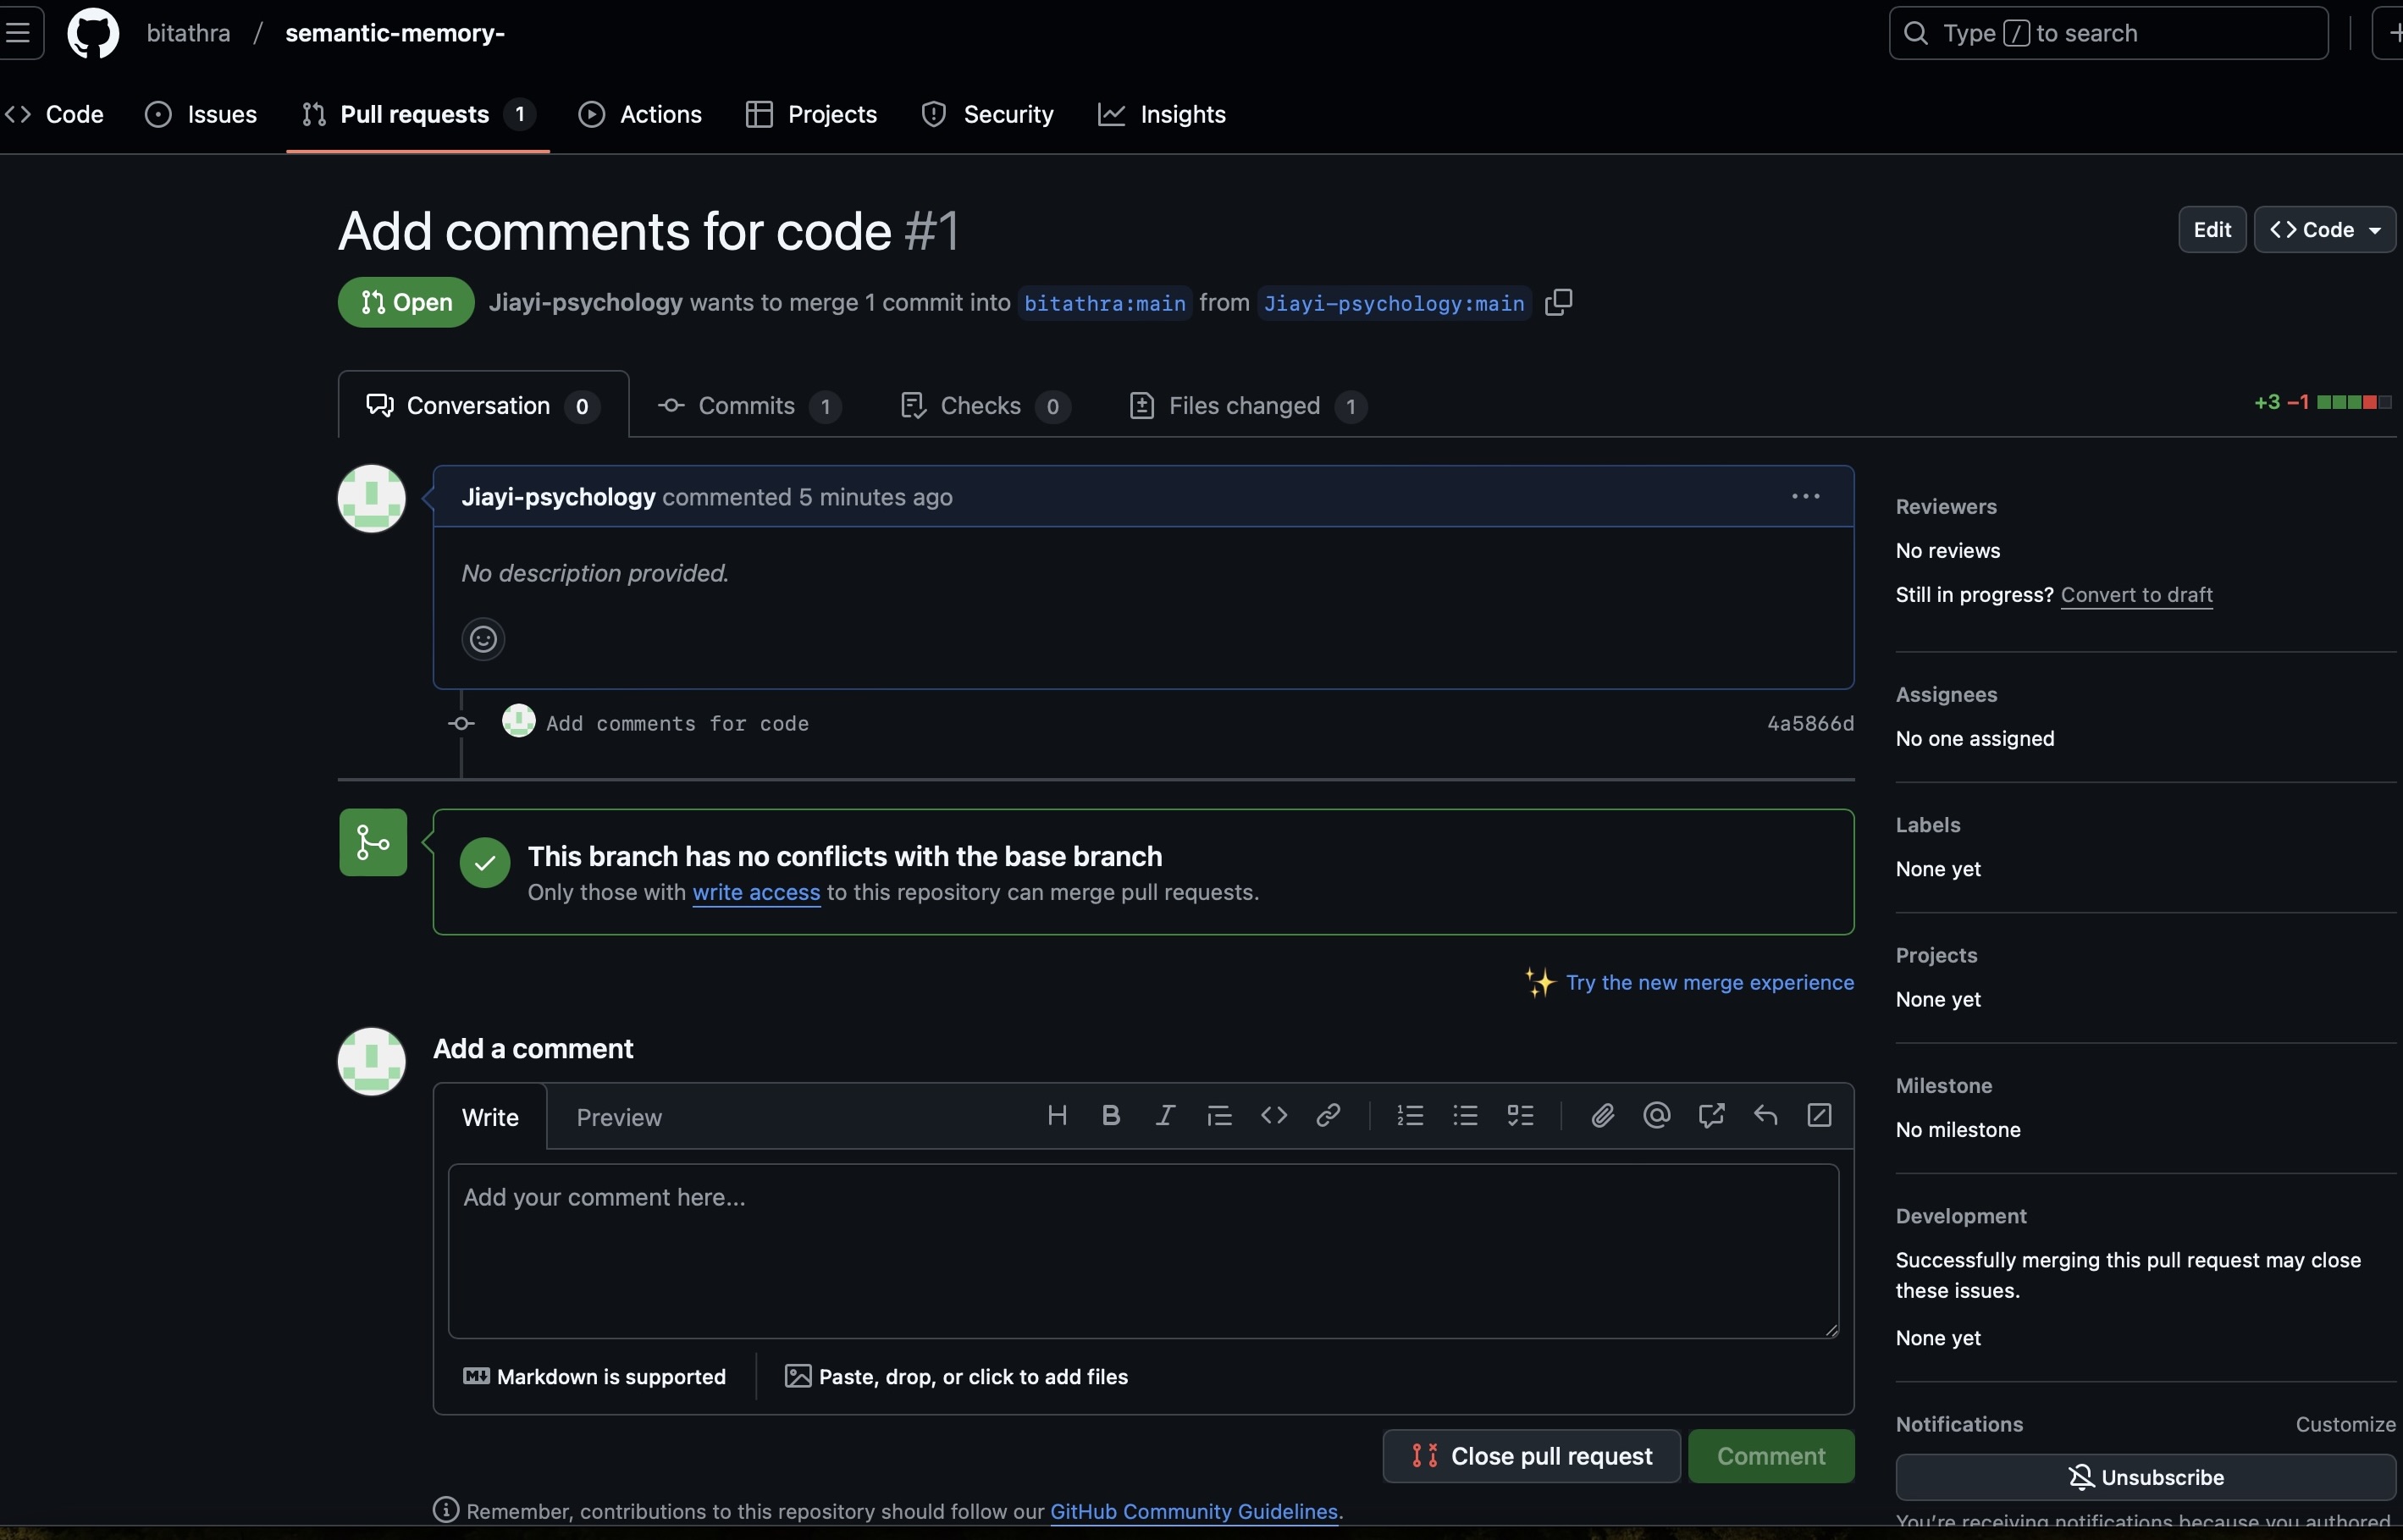 bitathra / semantic-memory-
Type / to search
Code Issues Pull requests 1 Actions Projects Security Insights
Add comments for code #1
Edit Code
Open Jiayi-psychology wants to merge 1 commit into bitathra:main from Jiayi-psychology:main
Conversation 0 Commits 1 Checks 0 Files changed 1
+3 −1
Jiayi-psychology commented 5 minutes ago
No description provided.
Add comments for code 4a5866d
This branch has no conflicts with the base branch
Only those with write access to this repository can merge pull requests.
Try the new merge experience
Add a comment
Write Preview
Add your comment here...
Markdown is supported Paste, drop, or click to add files
Close pull request Comment
Remember, contributions to this repository should follow our GitHub Community Guidelines.
Reviewers
No reviews
Still in progress? Convert to draft
Assignees
No one assigned
Labels
None yet
Projects
None yet
Milestone
No milestone
Development
Successfully merging this pull request may close
these issues.
None yet
Notifications Customize
Unsubscribe
You're receiving notifications because you authored